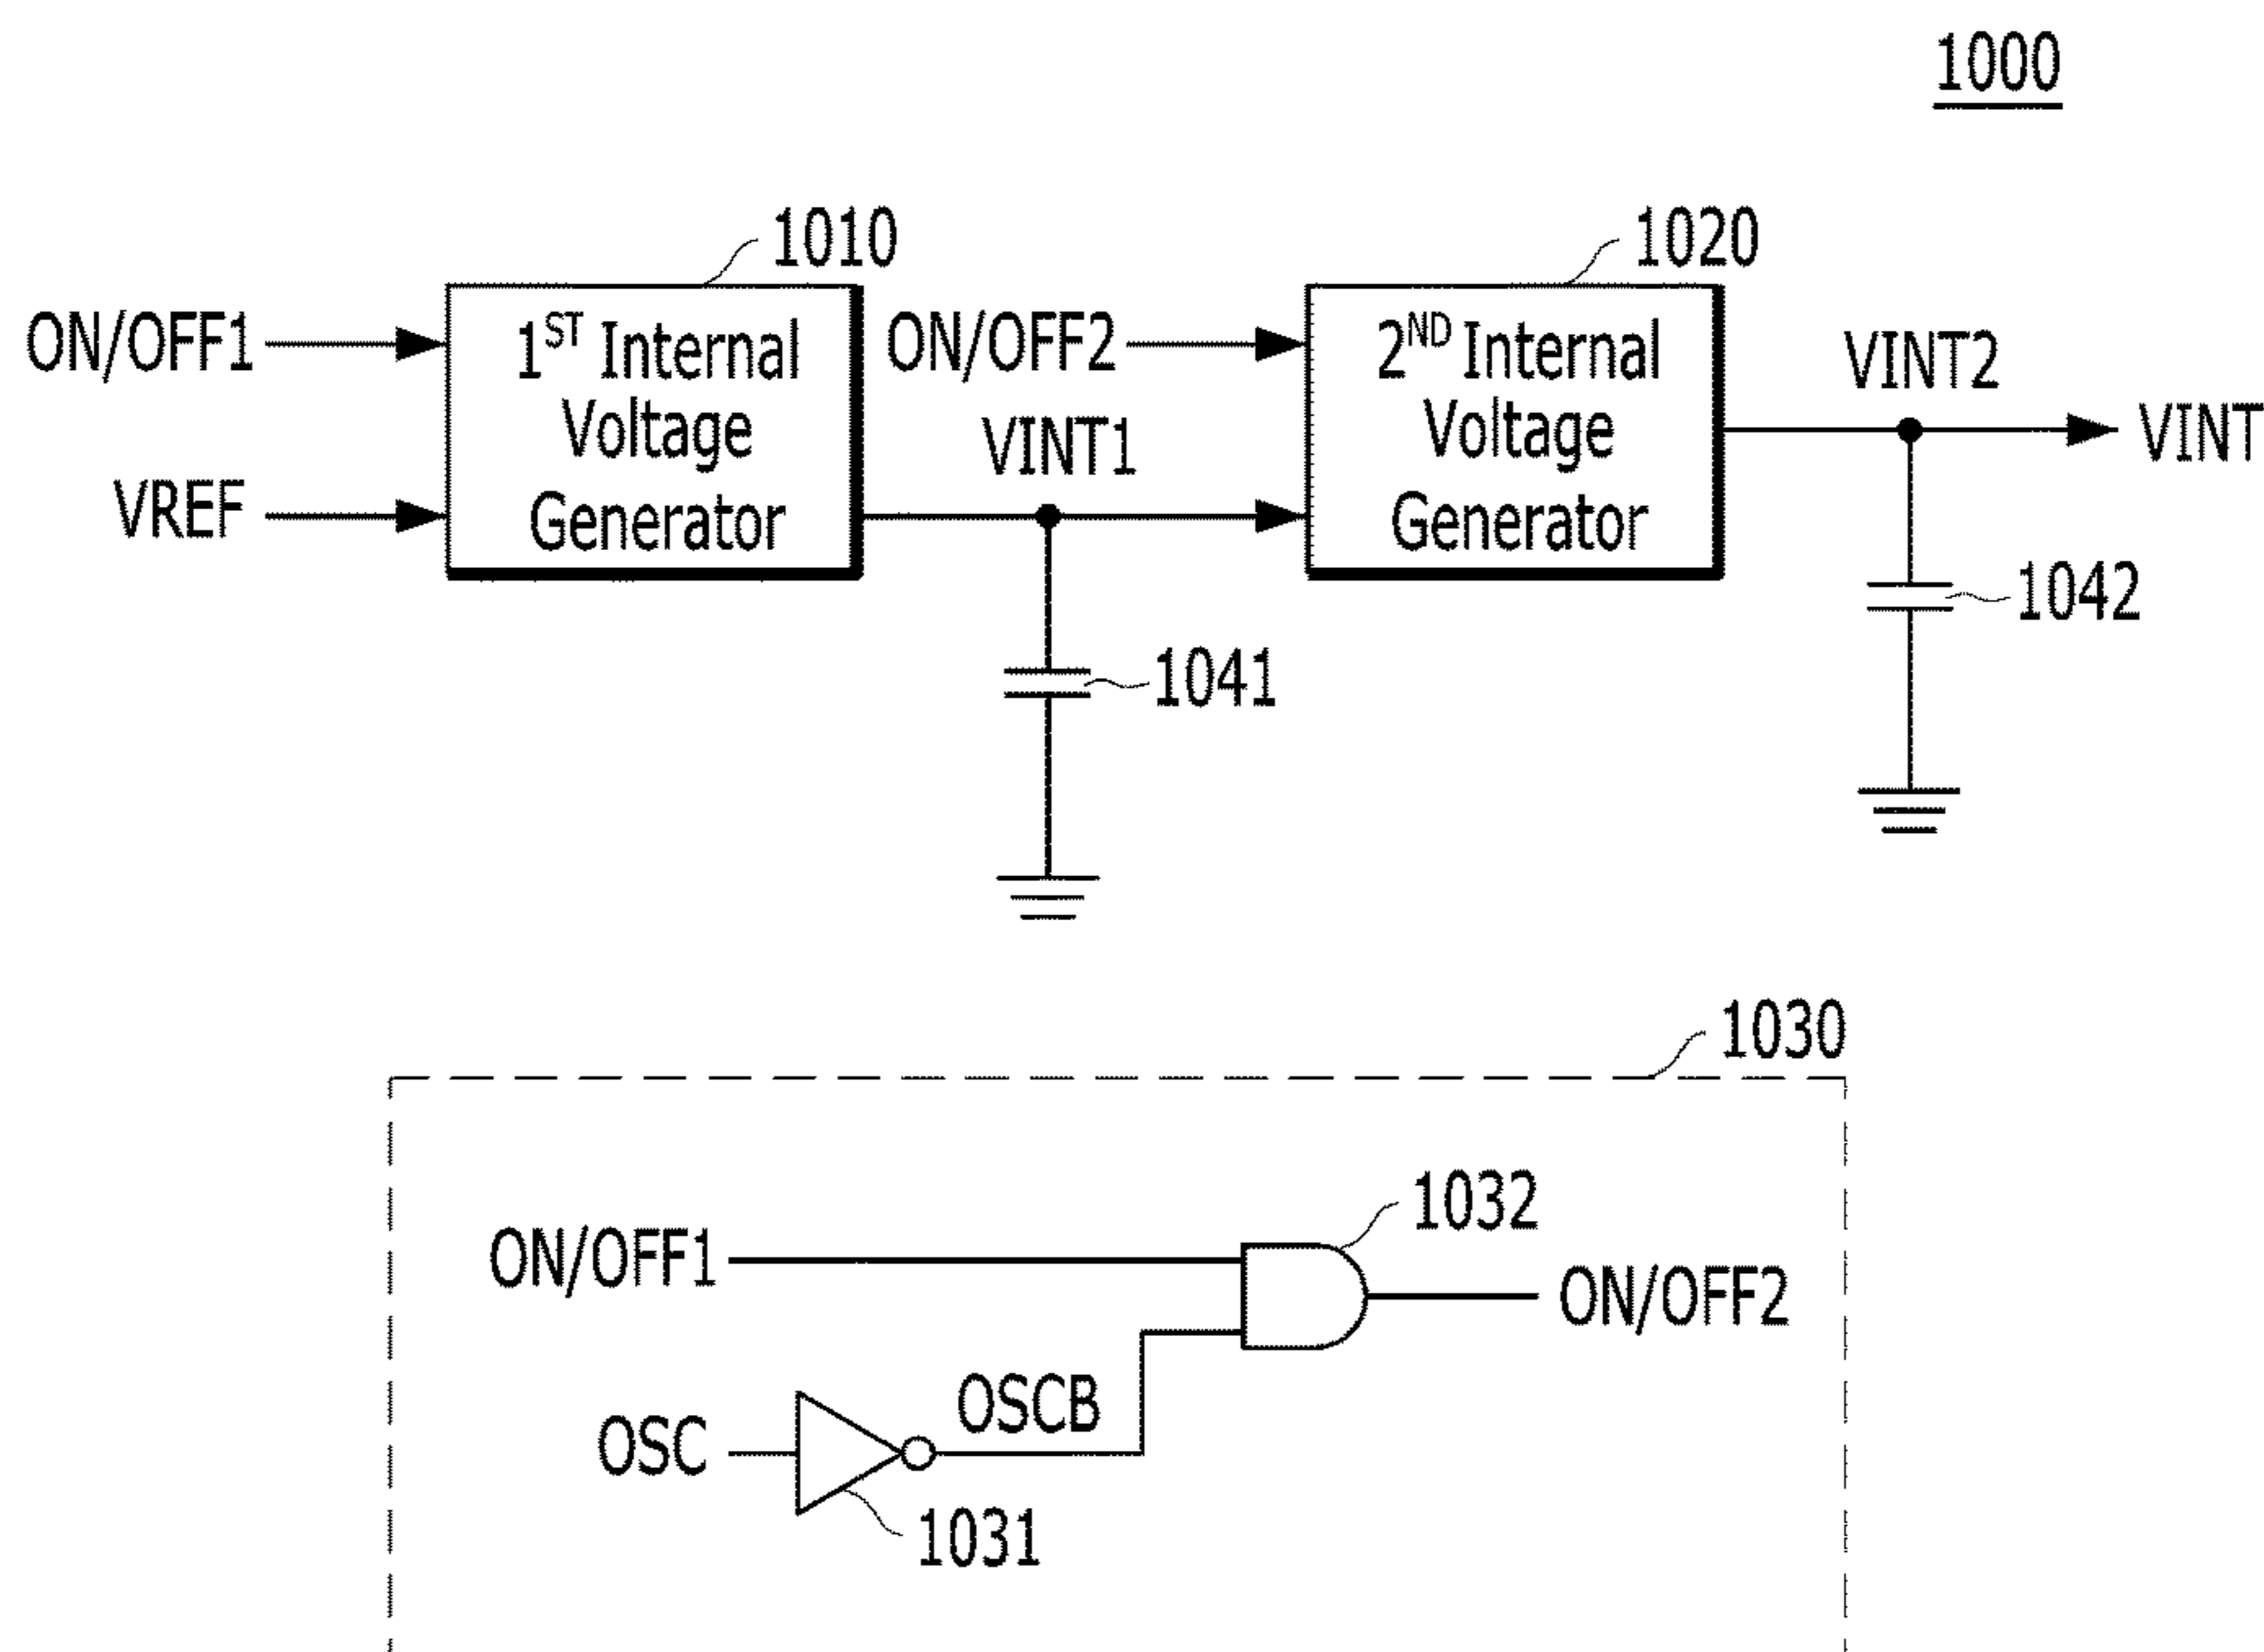 1000
1010
1020
ON/OFF1
1ST Internal
Voltage
Generator
VREF
ON/OFF2
VINT1
2ND Internal
Voltage
Generator
VINT2
VINT
1041
1042
1030
ON/OFF1
1032
ON/OFF2
OSC
OSCB
1031